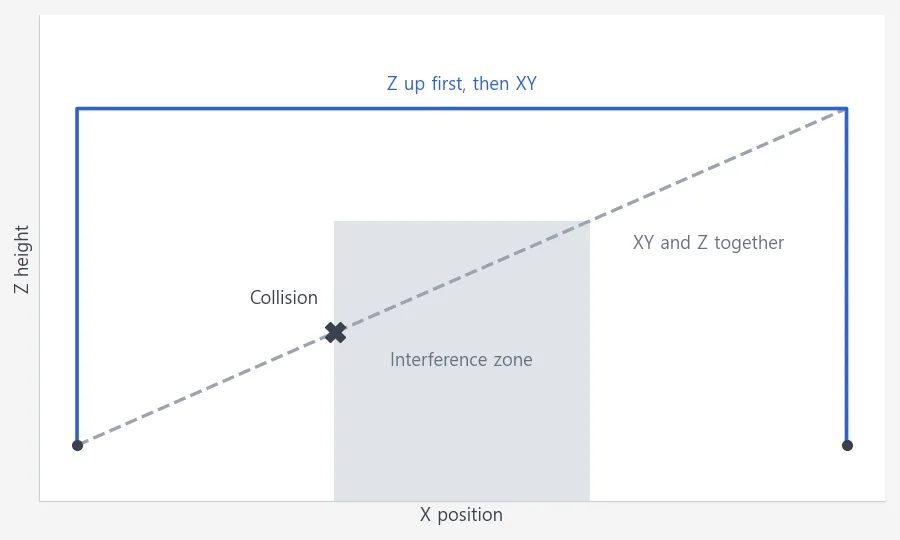 Z up first, then XY
XY and Z together
Z height
Collision
Interference zone
X position